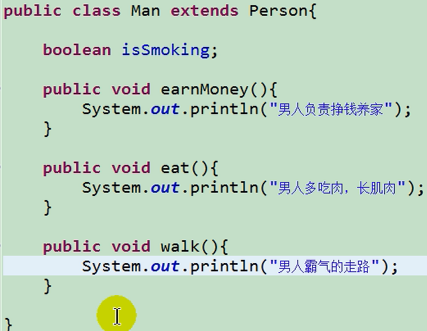 public class Man extends Person{
boolean isSmoking;
public void earnMoney(){
System.out.println("男人负责挣钱养家");
}
public void eat(){
System.out.println("男人多吃肉，长肌肉");
}
public void walk(){
System.out.println("男人霸气的走路");
}
}